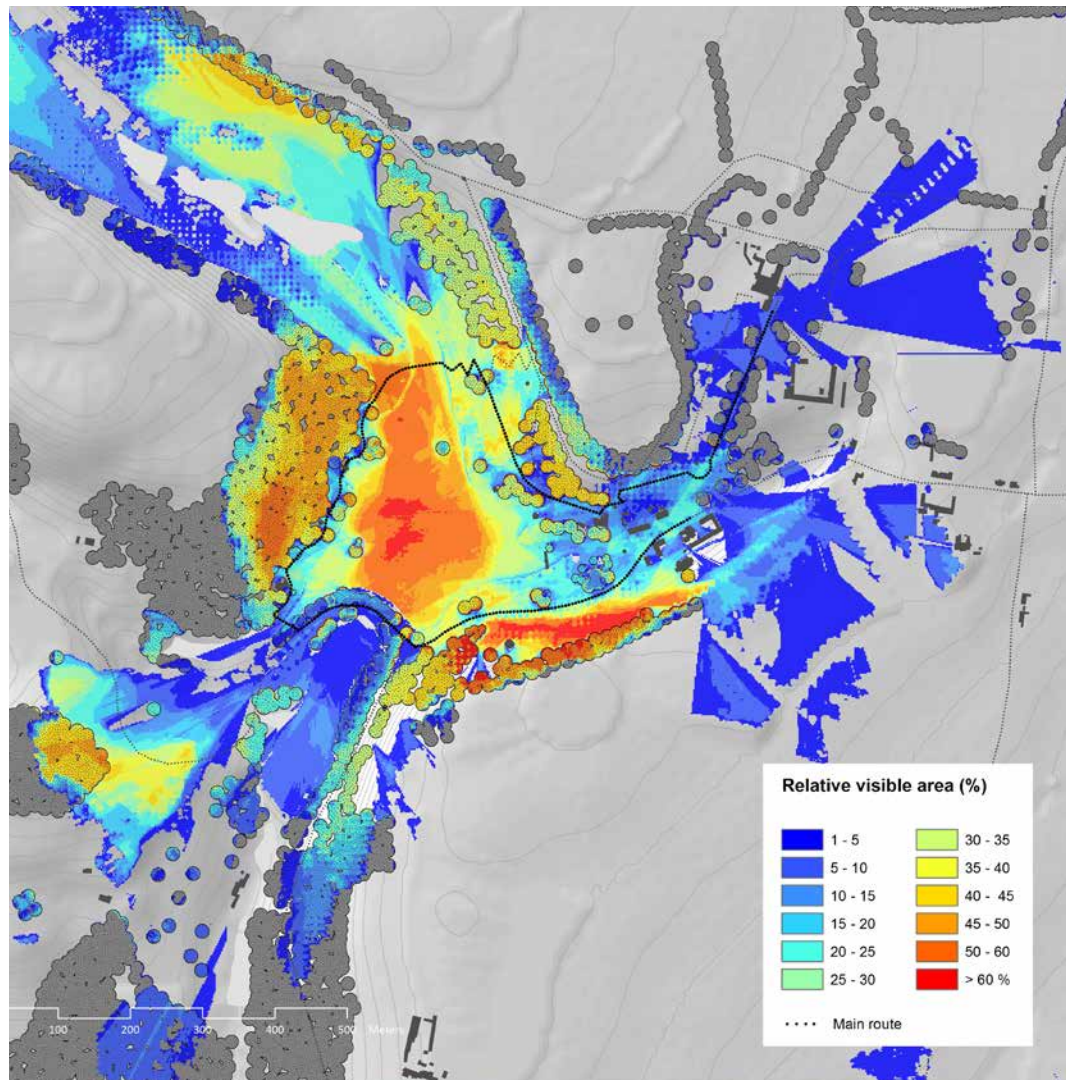 Relative visible area (%)
1 - 5
5 - 10
10 - 15
15 - 20
20 - 25
25 - 30
30 - 35
35 - 40
40 - 45
45 - 50
50 - 60
> 60 %
Main route
100 200 300 400 500 Meters